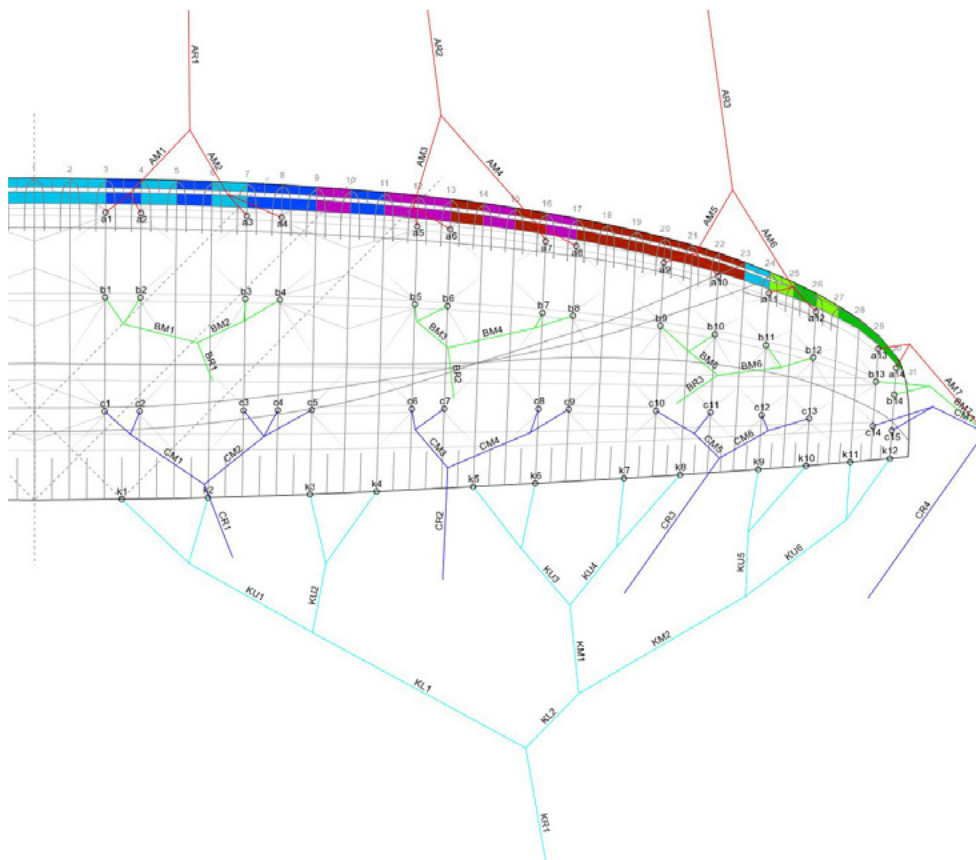 AR1
AR2
AR3
AM1
AM2
AM3
AM4
AM5
AM6
AM7
1 2 3 4 5 6 7 8 9 10 11 12 13 14 15 16 17 18 19 20 21 22 23 24 25 26 27 28 29 30 31
a1 a2 a3 a4 a5 a6 a7 a8 a9 a10 a11 a12 a13 a14
b1 b2 b3 b4 b5 b6 b7 b8 b9 b10 b11 b12 b13 b14
BM1 BM2 BM3 BM4 BM5 BM6
BR1 BR2 BR3
c1 c2 c3 c4 c5 c6 c7 c8 c9 c10 c11 c12 c13 c14 c15
CM1 CM2 CM3 CM4 CM5 CM6
k1 k2 k3 k4 k5 k6 k7 k8 k9 k10 k11 k12
CR1 CR2 CR3 CR4
KU1 KU2 KU3 KU4 KU5 KU6
KM1 KM2
KL1 KL2
KR1